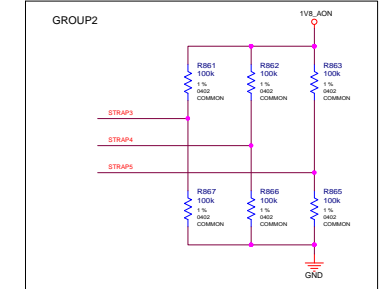 GROUP2
1V8_AON
R861
100k
1 %
0402
COMMON
R862
100k
1 %
0402
COMMON
R863
100k
1 %
0402
COMMON
STRAP3
STRAP4
STRAP5
R867
100k
1 %
0402
COMMON
R866
100k
1 %
0402
COMMON
R865
100k
1 %
0402
COMMON
GND